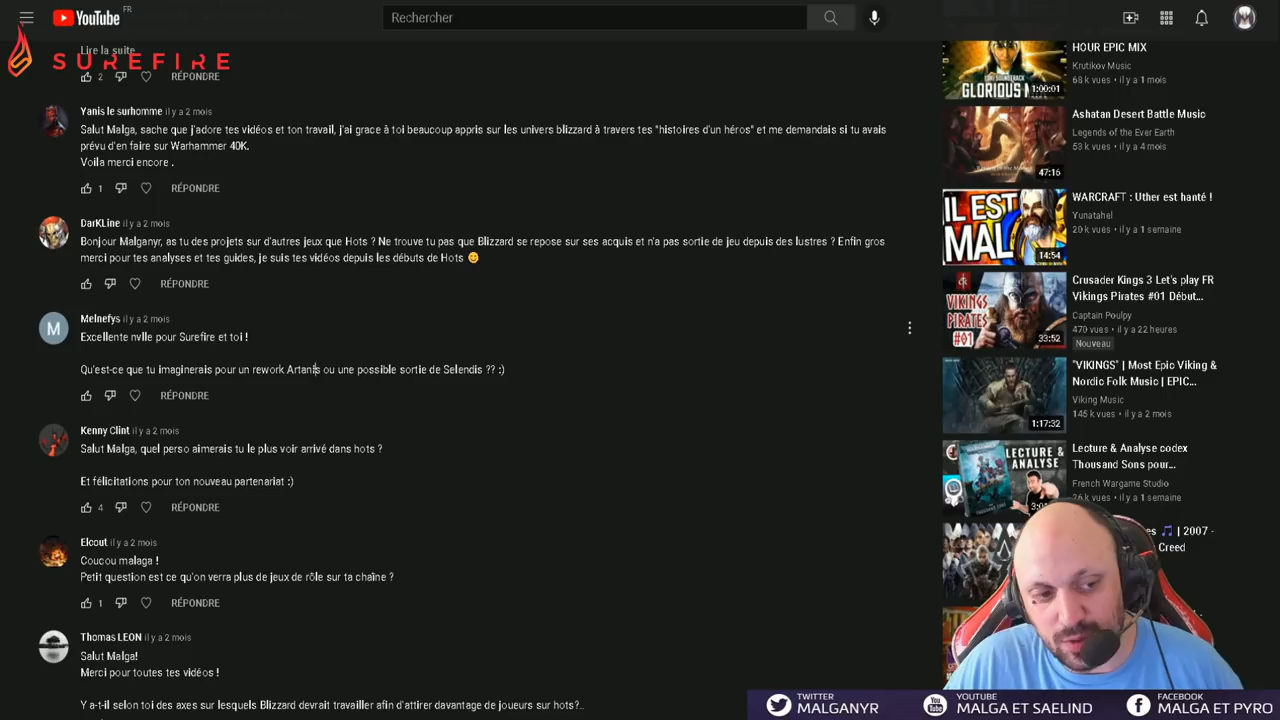 FR
YouTube
Rechercher
SUREFIRE
Lire la suite
2 RÉPONDRE
Yanis le surhomme il y a 2 mois
Salut Malga, sache que j'adore tes vidéos et ton travail, j'ai grace à toi beaucoup appris sur les univers blizzard à travers tes "histoires d'un héros" et me demandais si tu avais
prévu d'en faire sur Warhammer 40K.
Voila merci encore .
1 RÉPONDRE
DarKLine il y a 2 mois
Bonjour Malganyr, as tu des projets sur d'autres jeux que Hots ? Ne trouve tu pas que Blizzard se repose sur ses acquis et n'a pas sortie de jeu depuis des lustres ? Enfin gros
merci pour tes analyses et tes guides, je suis tes vidéos depuis les débuts de Hots 😊
RÉPONDRE
M
Melnefys il y a 2 mois
Excellente nvlle pour Surefire et toi !
Qu'est-ce que tu imaginerais pour un rework Artanis ou une possible sortie de Selendis ?? :)
RÉPONDRE
Kenny Clint il y a 2 mois
Salut Malga, quel perso aimerais tu le plus voir arrivé dans hots ?
Et félicitations pour ton nouveau partenariat :)
4 RÉPONDRE
Elcout il y a 2 mois
Coucou malaga !
Petit question est ce qu'on verra plus de jeux de rôle sur ta chaîne ?
1 RÉPONDRE
Thomas LEON il y a 2 mois
Salut Malga!
Merci pour toutes tes vidéos !
Y a-t-il selon toi des axes sur lesquels Blizzard devrait travailler afin d'attirer davantage de joueurs sur hots?..
GLORIOUS
1:00:01
HOUR EPIC MIX
Krutikov Music
68 k vues • il y a 1 mois
47:16
Ashatan Desert Battle Music
Legends of the Ever Earth
53 k vues • il y a 4 mois
IL EST
MAL
14:54
WARCRAFT : Uther est hanté !
Yunatahel
20 k vues • il y a 1 semaine
VIKINGS
PIRATES
#01
33:52
Crusader Kings 3 Let's play FR
Vikings Pirates #01 Début...
Captain Poulpy
470 vues • il y a 22 heures
Nouveau
1:17:32
"VIKINGS" | Most Epic Viking &
Nordic Folk Music | EPIC...
Viking Music
145 k vues • il y a 2 mois
LECTURE &
ANALYSE
Lecture & Analyse codex
Thousand Sons pour...
French Wargame Studio
26 k vues • il y a 1 semaine
🎵 | 2007 -
Creed
TWITTER
MALGANYR
YOUTUBE
MALGA ET SAELIND
FACEBOOK
MALGA ET PYRO